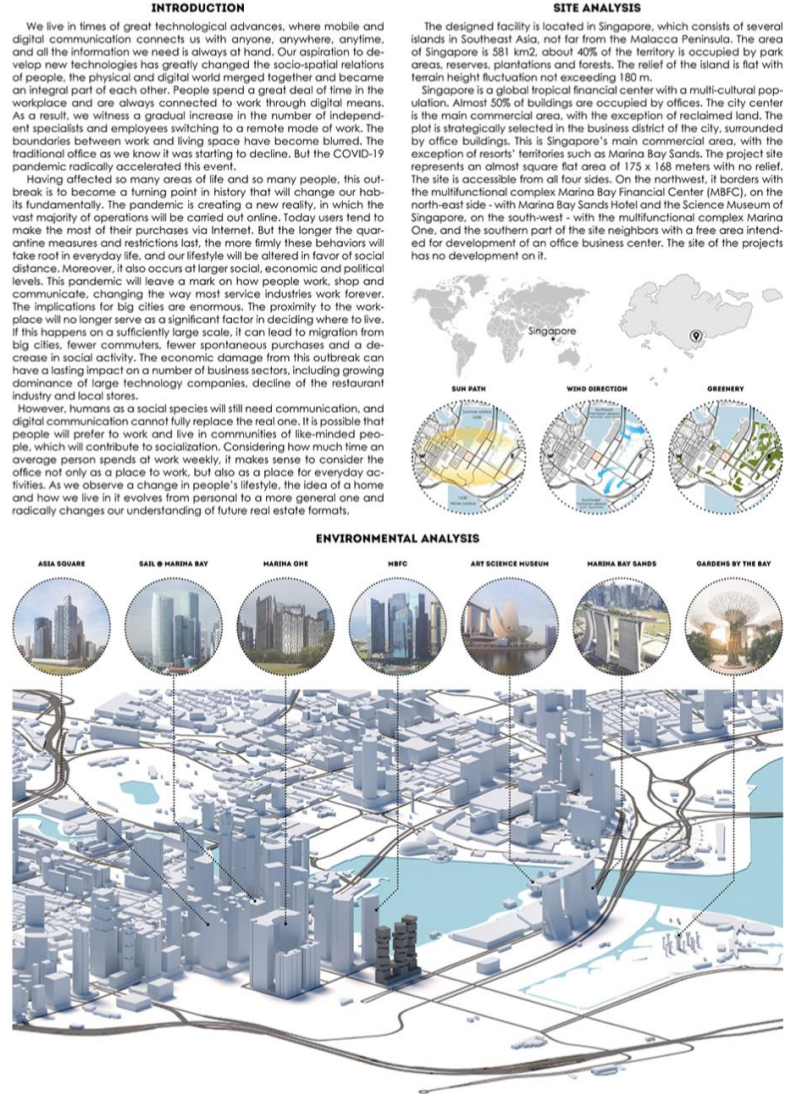 INTRODUCTION
We live in times of great technological advances, where mobile and
digital communication connects us with anyone, anywhere, anytime,
and all the information we need is always at hand. Our aspiration to de-
velop new technologies has greatly changed the socio-spatial relations
of people, the physical and digital world merged together and became
an integral part of each other. People spend a great deal of time in the
workplace and are always connected to work through digital means.
As a result, we witness a gradual increase in the number of independ-
ent specialists and employees switching to a remote mode of work. The
boundaries between work and living space have become blurred. The
traditional office as we know it was starting to decline. But the COVID-19
pandemic radically accelerated this event.
Having affected so many areas of life and so many people, this out-
break is to become a turning point in history that will change our hab-
its fundamentally. The pandemic is creating a new reality, in which the
vast majority of operations will be carried out online. Today users tend to
make the most of their purchases via Internet. But the longer the quar-
antine measures and restrictions last, the more firmly these behaviors will
take root in everyday life, and our lifestyle will be altered in favor of social
distance. Moreover, it also occurs at larger social, economic and political
levels. This pandemic will leave a mark on how people work, shop and
communicate, changing the way most service industries work forever.
The implications for big cities are enormous. The proximity to the work-
place will no longer serve as a significant factor in deciding where to live.
If this happens on a sufficiently large scale, it can lead to migration from
big cities, fewer commuters, fewer spontaneous purchases and a de-
crease in social activity. The economic damage from this outbreak can
have a lasting impact on a number of business sectors, including growing
dominance of large technology companies, decline of the restaurant
industry and local stores.
However, humans as a social species will still need communication, and
digital communication cannot fully replace the real one. It is possible that
people will prefer to work and live in communities of like-minded peo-
ple, which will contribute to socialization. Considering how much time an
average person spends at work weekly, it makes sense to consider the
office not only as a place to work, but also as a place for everyday ac-
tivities. As we observe a change in people's lifestyle, the idea of a home
and how we live in it evolves from personal to a more general one and
radically changes our understanding of future real estate formats.
SITE ANALYSIS
The designed facility is located in Singapore, which consists of several
islands in Southeast Asia, not far from the Malacca Peninsula. The area
of Singapore is 581 km2, about 40% of the territory is occupied by park
areas, reserves, plantations and forests. The relief of the island is flat with
terrain height fluctuation not exceeding 180 m.
Singapore is a global tropical financial center with a multi-cultural pop-
ulation. Almost 50% of buildings are occupied by offices. The city center
is the main commercial area, with the exception of reclaimed land. The
plot is strategically selected in the business district of the city, surrounded
by office buildings. This is Singapore's main commercial area, with the
exception of resorts' territories such as Marina Bay Sands. The project site
represents an almost square flat area of 175 x 168 meters with no relief.
The site is accessible from all four sides. On the northwest, it borders with
the multifunctional complex Marina Bay Financial Center (MBFC), on the
north-east side - with Marina Bay Sands Hotel and the Science Museum of
Singapore, on the south-west - with the multifunctional complex Marina
One, and the southern part of the site neighbors with a free area intend-
ed for development of an office business center. The site of the projects
has no development on it.
Singapore
SUN PATH
WIND DIRECTION
GREENERY
ENVIRONMENTAL ANALYSIS
ASIA SQUARE
SAIL @ MARINA BAY
MARINA ONE
MBFC
ART SCIENCE MUSEUM
MARINA BAY SANDS
GARDENS BY THE BAY